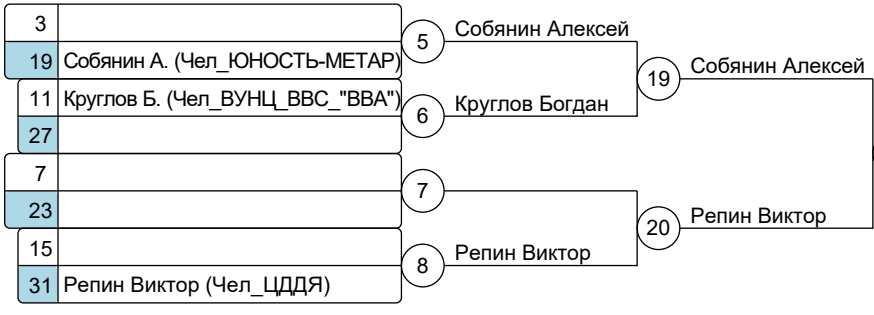 3
5
Собянин Алексей
19 Собянин А. (Чел_ЮНОСТЬ-МЕТАР)
19
Собянин Алексей
11 Круглов Б. (Чел_ВУНЦ_ВВС_"ВВА")
6
Круглов Богдан
27
7
7
23
20
Репин Виктор
15
8
Репин Виктор
31 Репин Виктор (Чел_ЦДДЯ)